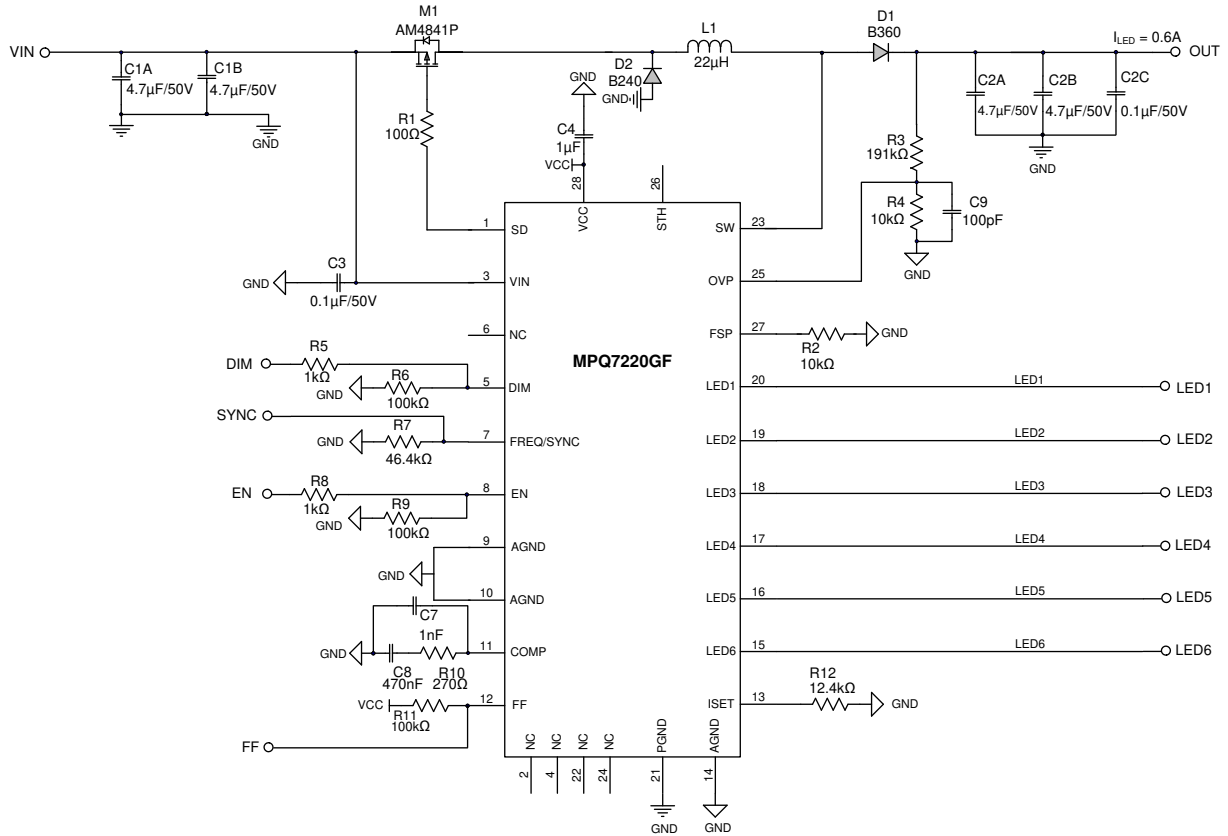 M1
AM4841P
VIN
C1A
4.7µF/50V
C1B
4.7µF/50V
GND
R1
100Ω
GND
C4
1µF
VCC
D2
B240
GND
L1
22µH
D1
B360
ILED = 0.6A
OUT
C2A
4.7µF/50V
C2B
4.7µF/50V
C2C
0.1µF/50V
GND
R3
191kΩ
R4
10kΩ
C9
100pF
GND
28
VCC
26
STH
1
SD
23
SW
GND
C3
0.1µF/50V
3
VIN
25
OVP
6
NC
27
FSP
R2
10kΩ
GND
MPQ7220GF
DIM
R5
1kΩ
GND
R6
100kΩ
5
DIM
20
LED1
LED1
LED1
SYNC
GND
R7
46.4kΩ
7
FREQ/SYNC
19
LED2
LED2
LED2
EN
R8
1kΩ
GND
R9
100kΩ
8
EN
18
LED3
LED3
LED3
9
AGND
GND
10
AGND
17
LED4
LED4
LED4
C7
1nF
16
LED5
LED5
LED5
GND
C8
470nF
R10
270Ω
11
COMP
15
LED6
LED6
LED6
VCC
R11
100kΩ
12
FF
13
ISET
R12
12.4kΩ
GND
FF
NC
NC
NC
NC
PGND
AGND
2
4
22
24
21
14
GND
GND